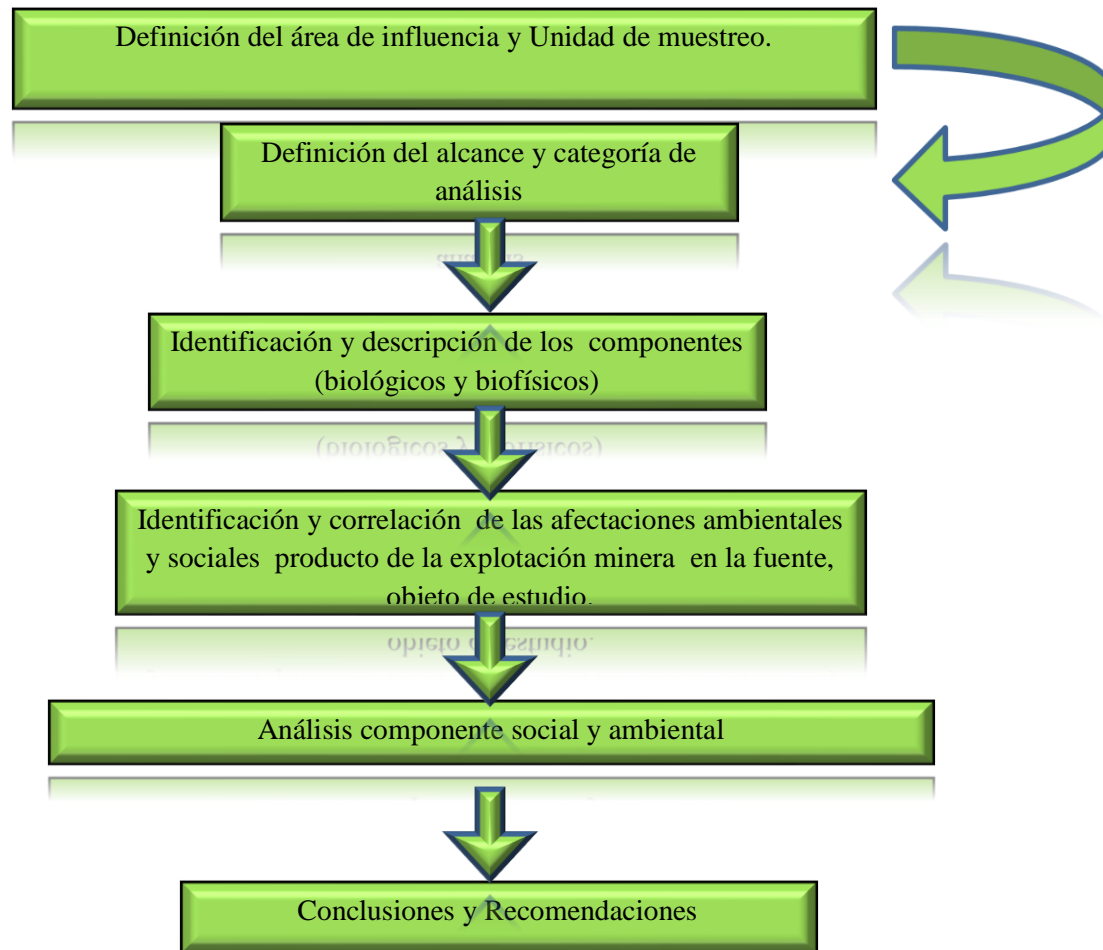 Definición del área de influencia y Unidad de muestreo.
Definición del alcance y categoría de
análisis
Identificación y descripción de los componentes
(biológicos y biofísicos)
Identificación y correlación de las afectaciones ambientales
y sociales producto de la explotación minera en la fuente,
objeto de estudio.
Análisis componente social y ambiental
Conclusiones y Recomendaciones